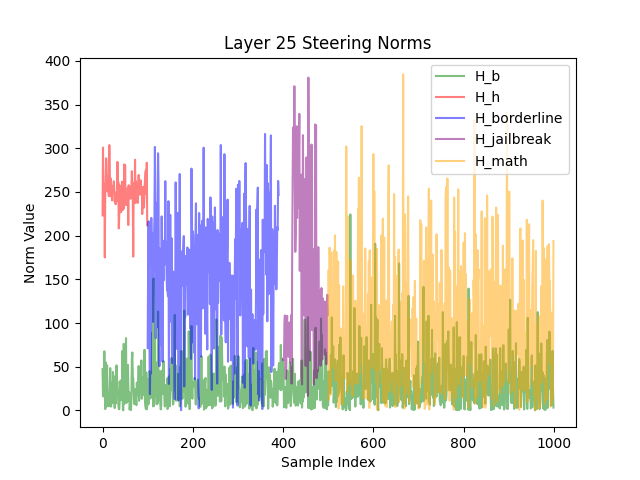 Layer 25 Steering Norms
H_b
H_h
H_borderline
H_jailbreak
H_math
Norm Value
400
350
300
250
200
150
100
50
0
0 200 400 600 800 1000
Sample Index